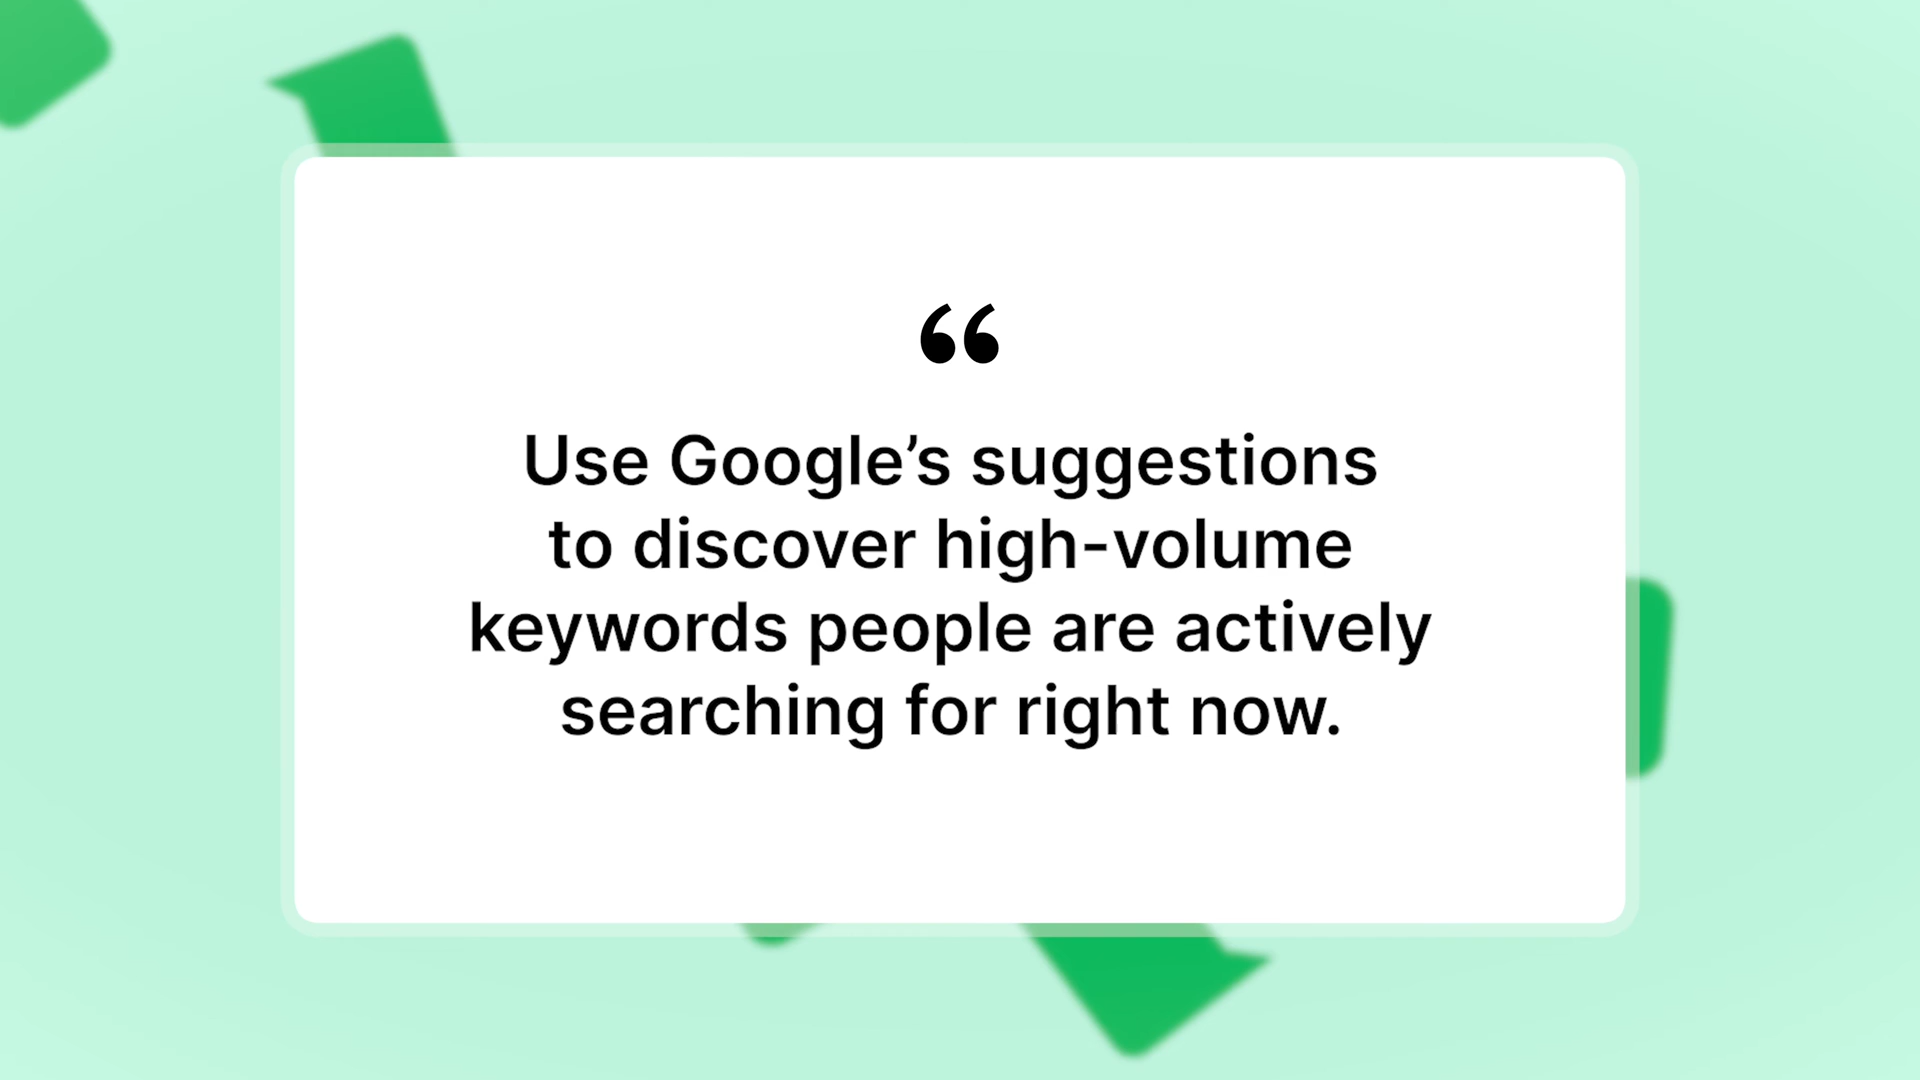 “
Use Google’s suggestions
to discover high-volume
keywords people are actively
searching for right now.